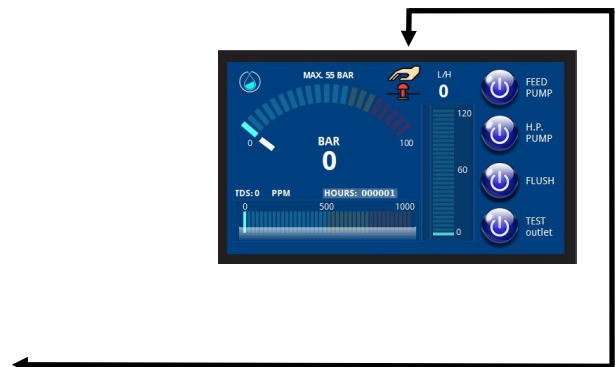 MAX. 55 BAR
L/H
0
FEED
PUMP
120
H.P.
PUMP
0
BAR
100
0
60
FLUSH
TDS: 0 PPM
HOURS: 000001
0
500
1000
TEST
outlet
0